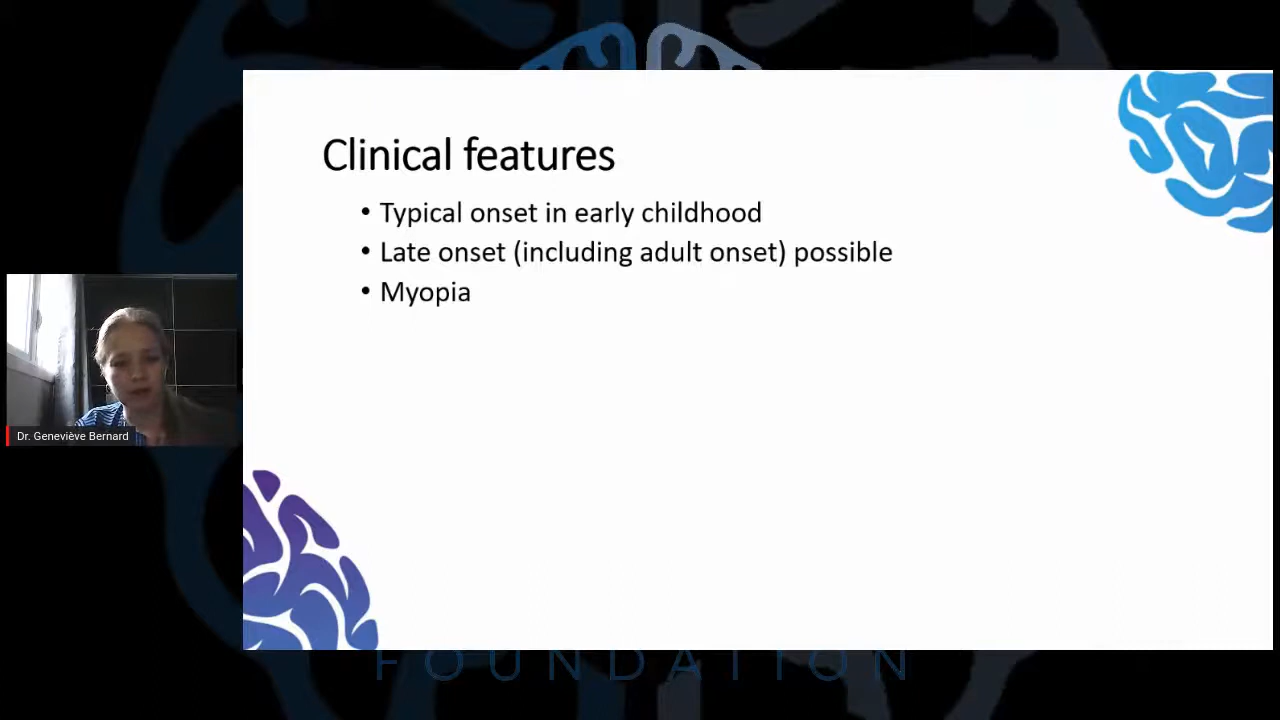 Clinical features
• Typical onset in early childhood
• Late onset (including adult onset) possible
• Myopia
Dr. Geneviève Bernard
FOUNDATION